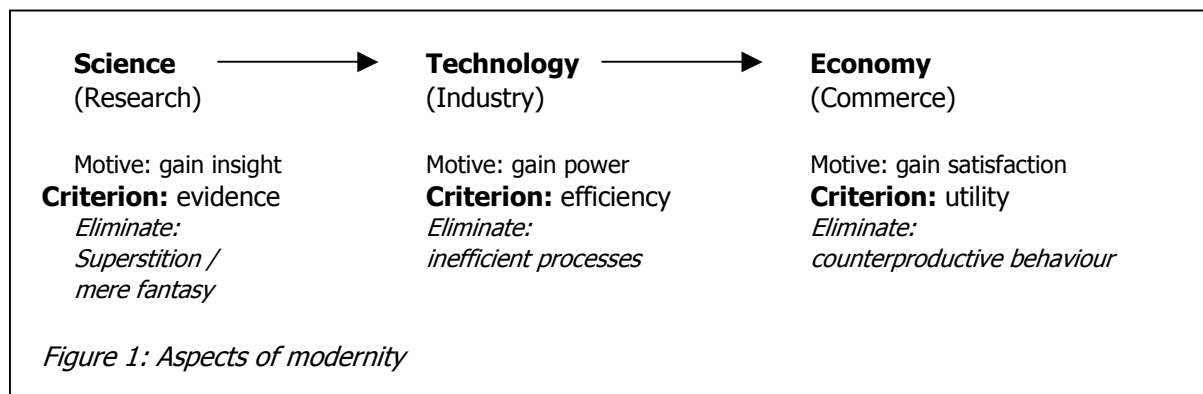 Science
(Research)
Motive: gain insight
Criterion: evidence
Eliminate:
Superstition /
mere fantasy
Technology
(Industry)
Motive: gain power
Criterion: efficiency
Eliminate:
inefficient processes
Economy
(Commerce)
Motive: gain satisfaction
Criterion: utility
Eliminate:
counterproductive behaviour
Figure 1: Aspects of modernity